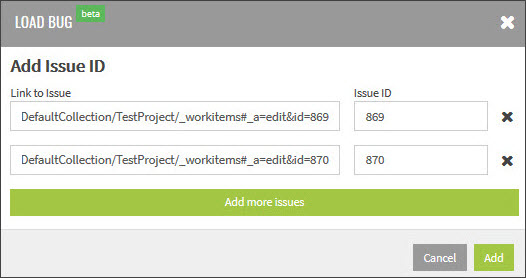 LOAD BUG beta
Add Issue ID
Link to Issue Issue ID
DefaultCollection/TestProject/_workitems#_a=edit&id=869 869
DefaultCollection/TestProject/_workitems#_a=edit&id=870 870
Add more issues
Cancel Add